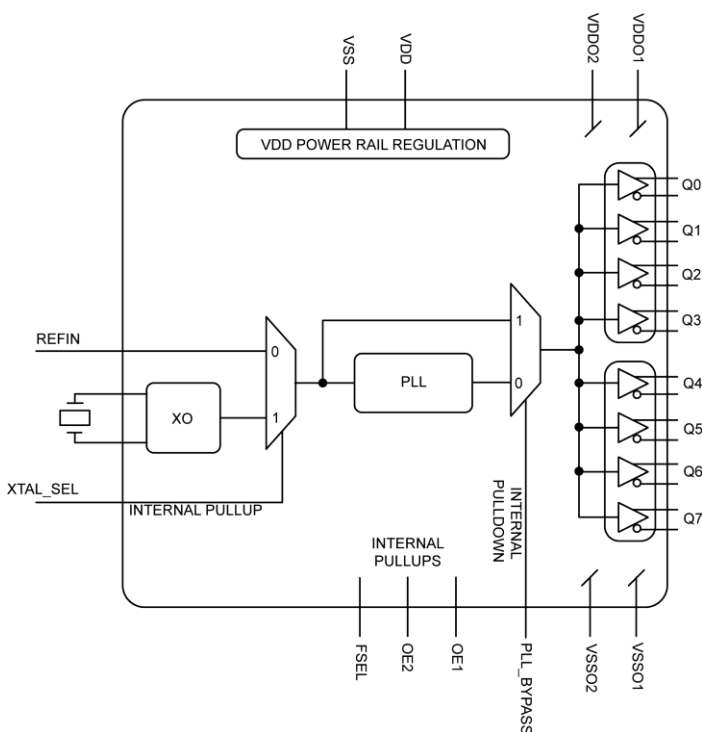 VSS
VDD
VDDO2
VDDO1
VDD POWER RAIL REGULATION
Q0
Q1
Q2
Q3
REFIN
0
1
XO
1
PLL
0
Q4
Q5
Q6
Q7
XTAL_SEL
INTERNAL PULLUP
INTERNAL
PULLDOWN
INTERNAL
PULLUPS
FSEL
OE2
OE1
PLL_BYPASS
VSSO2
VSSO1